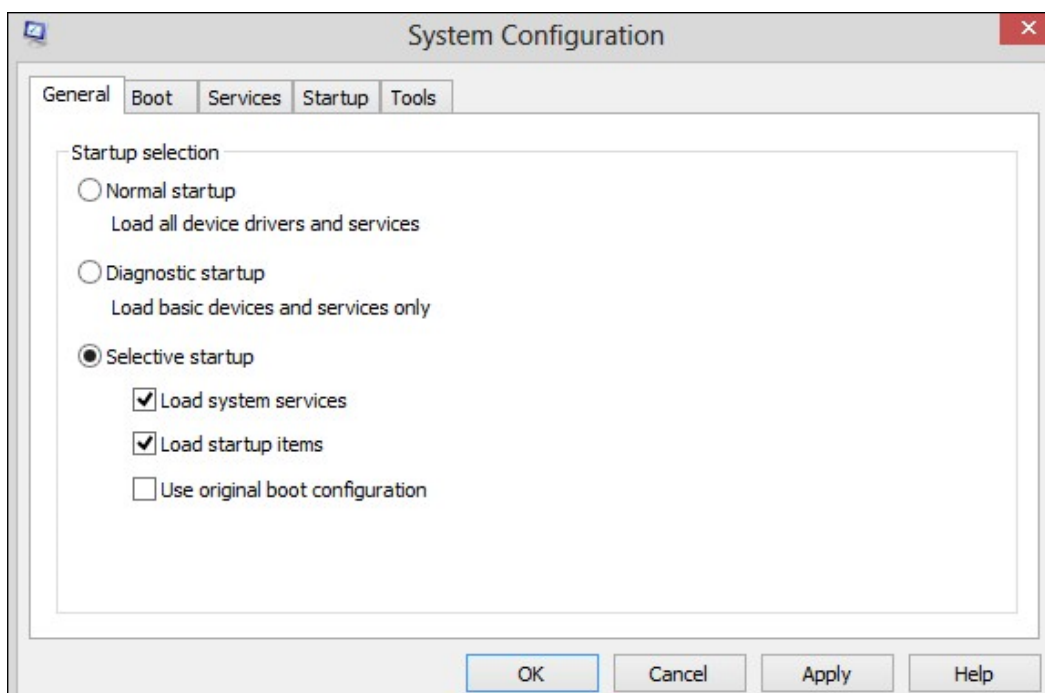 System Configuration
General Boot Services Startup Tools
Startup selection
Normal startup
Load all device drivers and services
Diagnostic startup
Load basic devices and services only
Selective startup
Load system services
Load startup items
Use original boot configuration
OK Cancel Apply Help